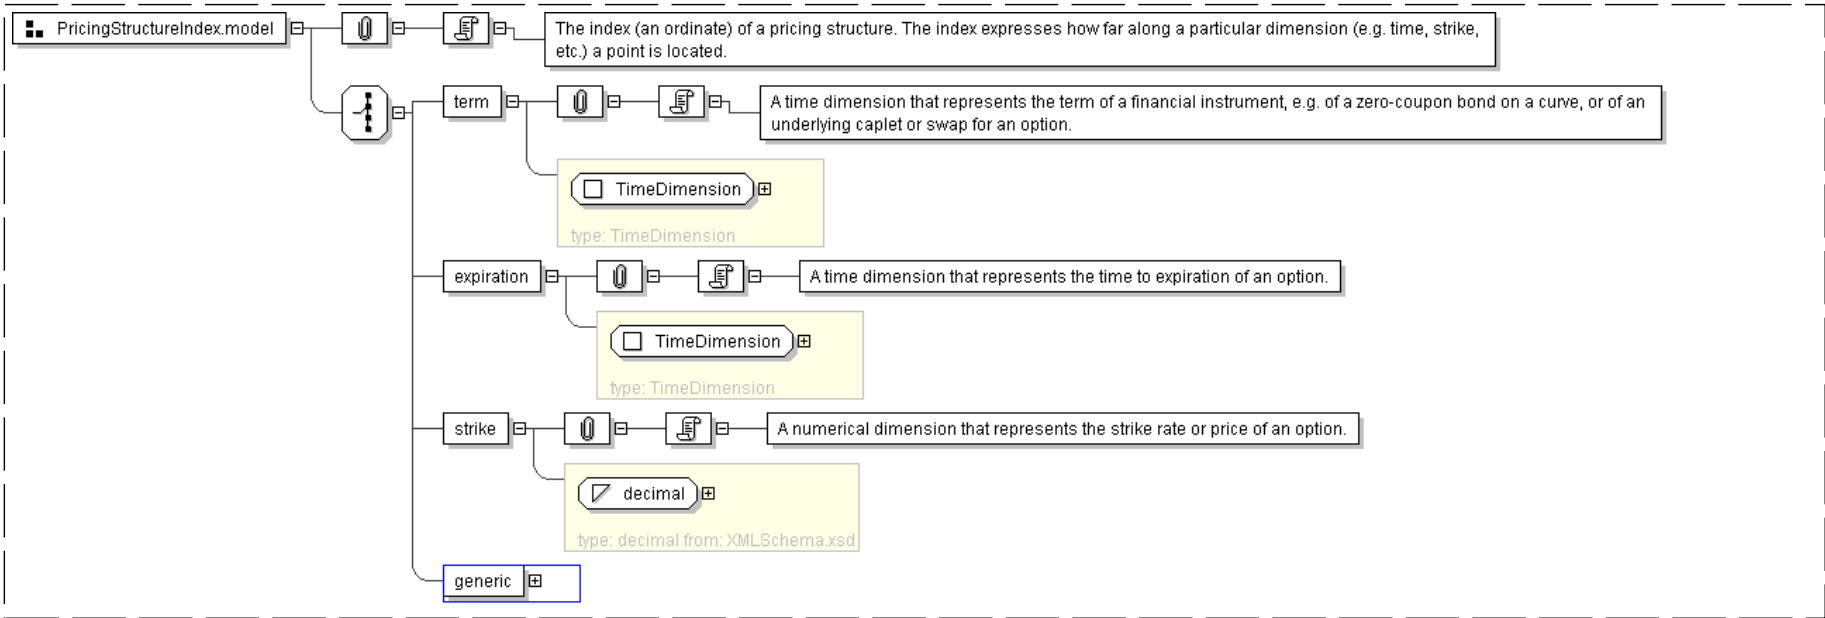 PricingStructureIndex.model
The index (an ordinate) of a pricing structure. The index expresses how far along a particular dimension (e.g. time, strike,
etc.) a point is located.
term
A time dimension that represents the term of a financial instrument, e.g. of a zero-coupon bond on a curve, or of an
underlying caplet or swap for an option.
TimeDimension
type: TimeDimension
expiration
A time dimension that represents the time to expiration of an option.
TimeDimension
type: TimeDimension
strike
A numerical dimension that represents the strike rate or price of an option.
decimal
type: decimal from: XMLSchema.xsd
generic